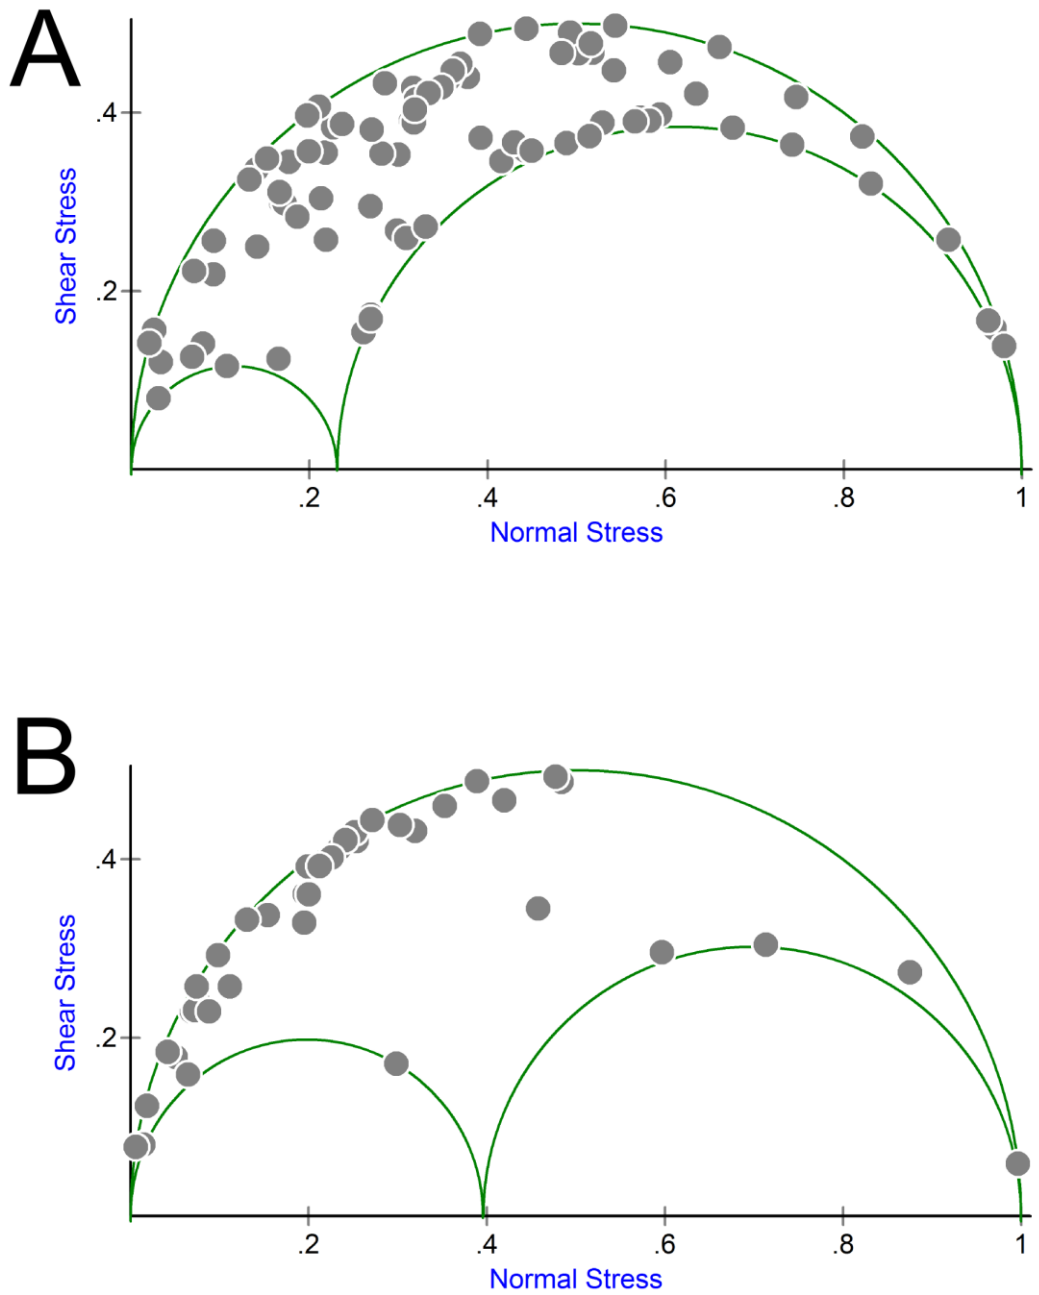 A
.4
.2
Shear Stress
.2 .4 .6 .8 1
Normal Stress
B
.4
.2
Shear Stress
.2 .4 .6 .8 1
Normal Stress